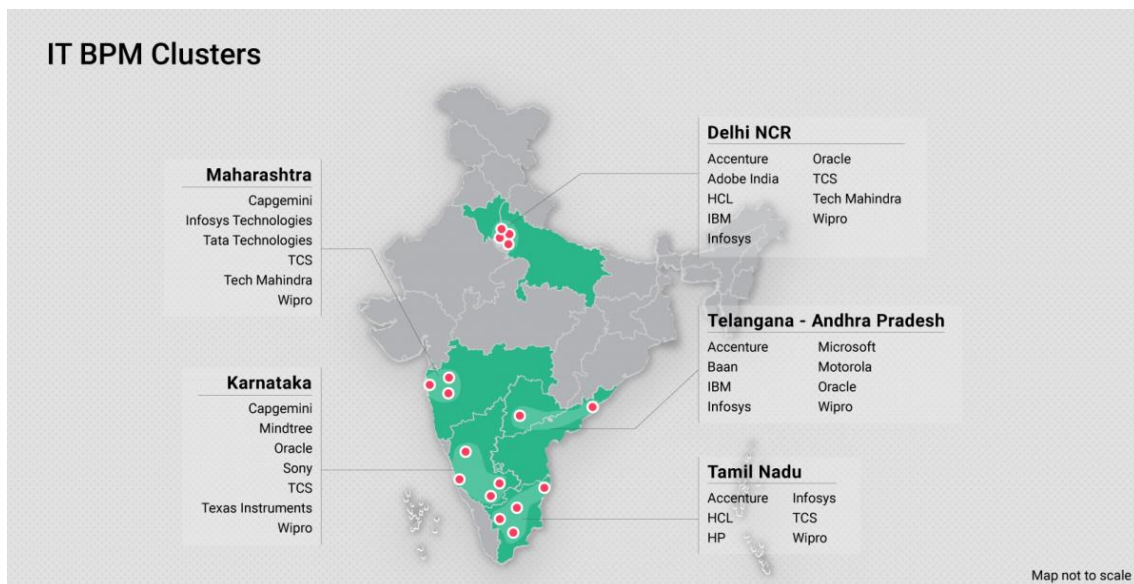 IT BPM Clusters
Maharashtra
Capgemini
Infosys Technologies
Tata Technologies
TCS
Tech Mahindra
Wipro
Karnataka
Capgemini
Mindtree
Oracle
Sony
TCS
Texas Instruments
Wipro
Delhi NCR
Accenture Oracle
Adobe India TCS
HCL Tech Mahindra
IBM Wipro
Infosys
Telangana - Andhra Pradesh
Accenture Microsoft
Baan Motorola
IBM Oracle
Infosys Wipro
Tamil Nadu
Accenture Infosys
HCL TCS
HP Wipro
Map not to scale